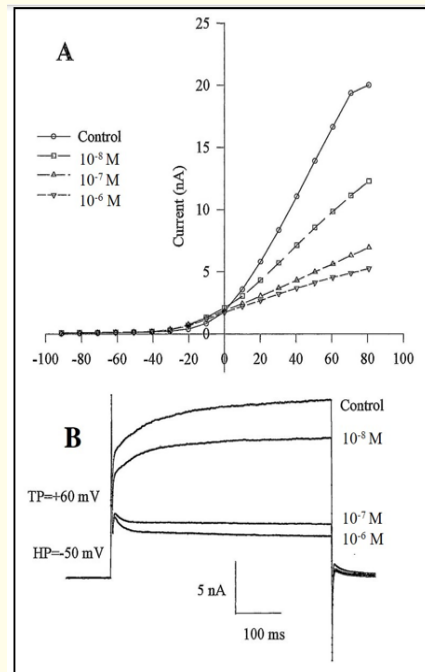 A
Control
10⁻⁸ M
10⁻⁷ M
10⁻⁶ M
Current (nA)
25
20
15
10
5
0
-100 -80 -60 -40 -20 0 20 40 60 80 100
B
Control
10⁻⁸ M
TP=+60 mV
10⁻⁷ M
10⁻⁶ M
HP=-50 mV
5 nA
100 ms